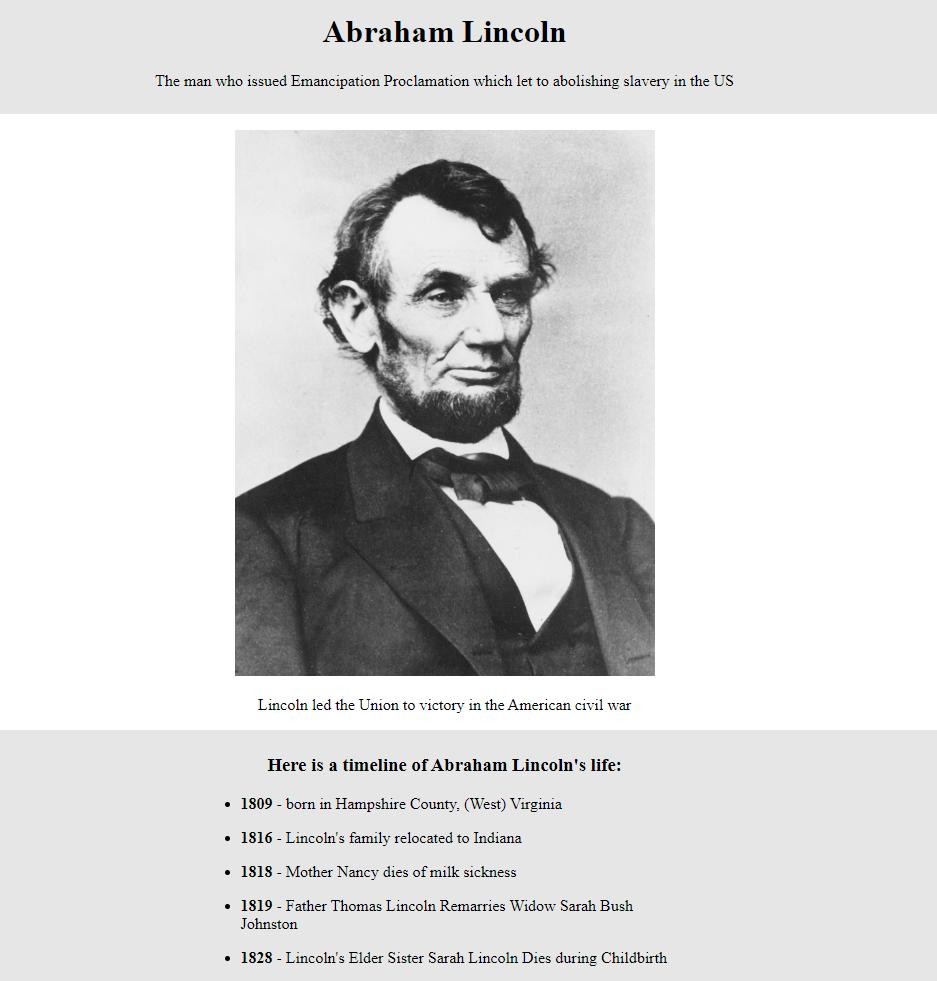 Abraham Lincoln
The man who issued Emancipation Proclamation which let to abolishing slavery in the US
Lincoln led the Union to victory in the American civil war
Here is a timeline of Abraham Lincoln's life:
1809 - born in Hampshire County, (West) Virginia
1816 - Lincoln's family relocated to Indiana
1818 - Mother Nancy dies of milk sickness
1819 - Father Thomas Lincoln Remarries Widow Sarah Bush
Johnston
1828 - Lincoln's Elder Sister Sarah Lincoln Dies during Childbirth